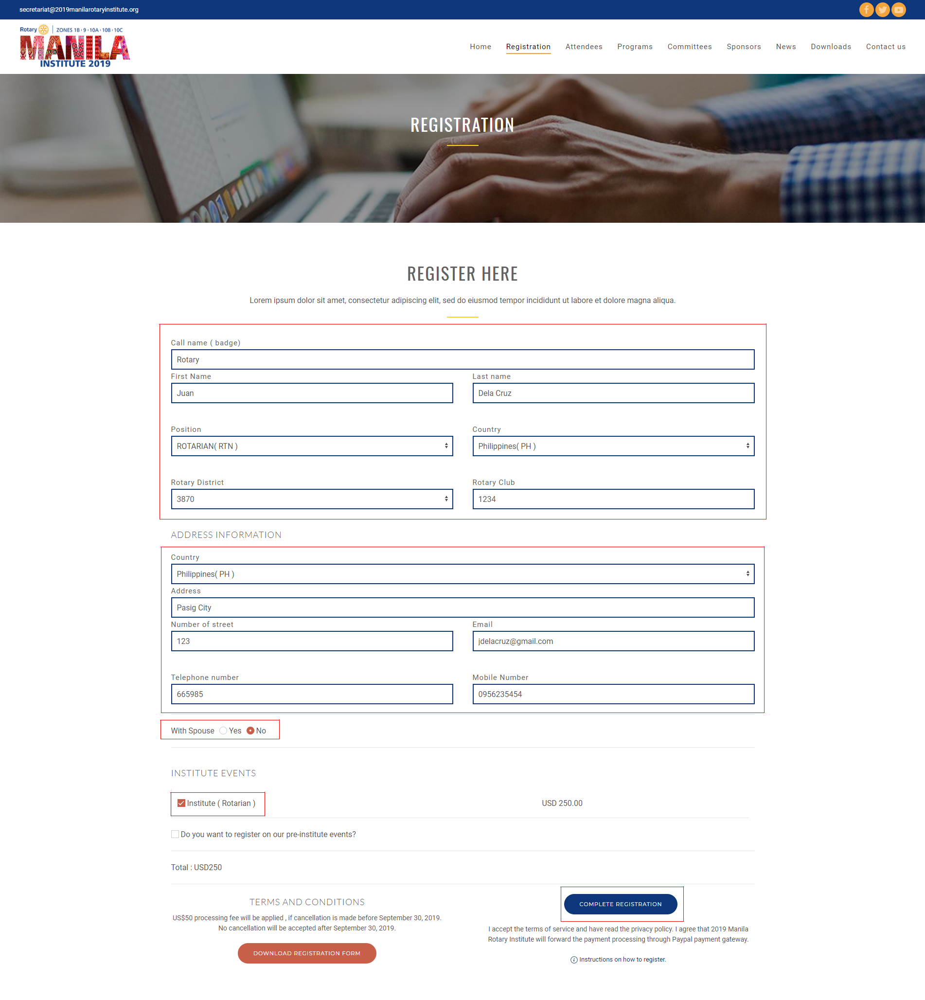 secretariat@2019manilarotaryinstitute.org
Rotary | ZONES 1B · 9 · 10A · 10B · 10C
MANILA
INSTITUTE 2019
Home Registration Attendees Programs Committees Sponsors News Downloads Contact us
REGISTRATION
REGISTER HERE
Lorem ipsum dolor sit amet, consectetur adipiscing elit, sed do eiusmod tempor incididunt ut labore et dolore magna aliqua.
Call name ( badge)
Rotary
First Name Last name
Juan Dela Cruz
Position Country
ROTARIAN( RTN ) Philippines( PH )
Rotary District Rotary Club
3870 1234
ADDRESS INFORMATION
Country
Philippines( PH )
Address
Pasig City
Number of street Email
123 jdelacruz@gmail.com
Telephone number Mobile Number
665985 0956235454
With Spouse Yes No
INSTITUTE EVENTS
Institute ( Rotarian ) USD 250.00
Do you want to register on our pre-institute events?
Total : USD250
TERMS AND CONDITIONS
US$50 processing fee will be applied , if cancellation is made before September 30, 2019.
No cancellation will be accepted after September 30, 2019.
DOWNLOAD REGISTRATION FORM
COMPLETE REGISTRATION
I accept the terms of service and have read the privacy policy. I agree that 2019 Manila
Rotary Institute will forward the payment processing through Paypal payment gateway.
Instructions on how to register.